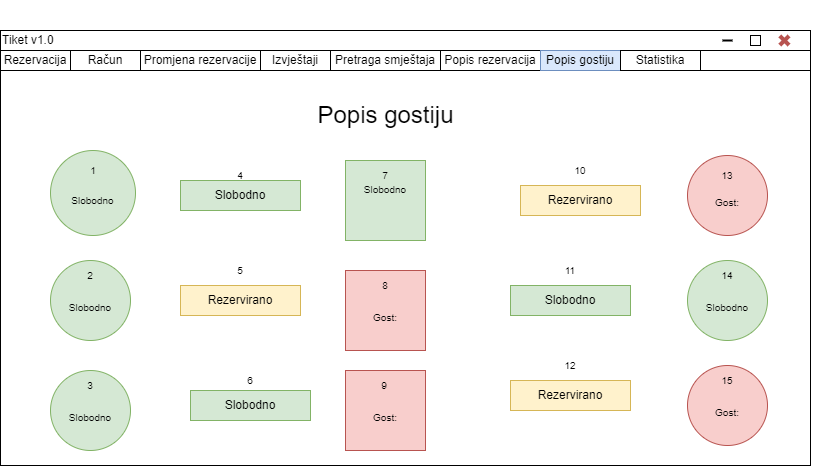 Tiket v1.0
Rezervacija Račun Promjena rezervacije Izvještaji Pretraga smještaja Popis rezervacija Popis gostiju Statistika
Popis gostiju
1
Slobodno
4
Slobodno
7
Slobodno
10
Rezervirano
13
Gost:
2
Slobodno
5
Rezervirano
8
Gost:
11
Slobodno
14
Slobodno
3
Slobodno
6
Slobodno
9
Gost:
12
Rezervirano
15
Gost: